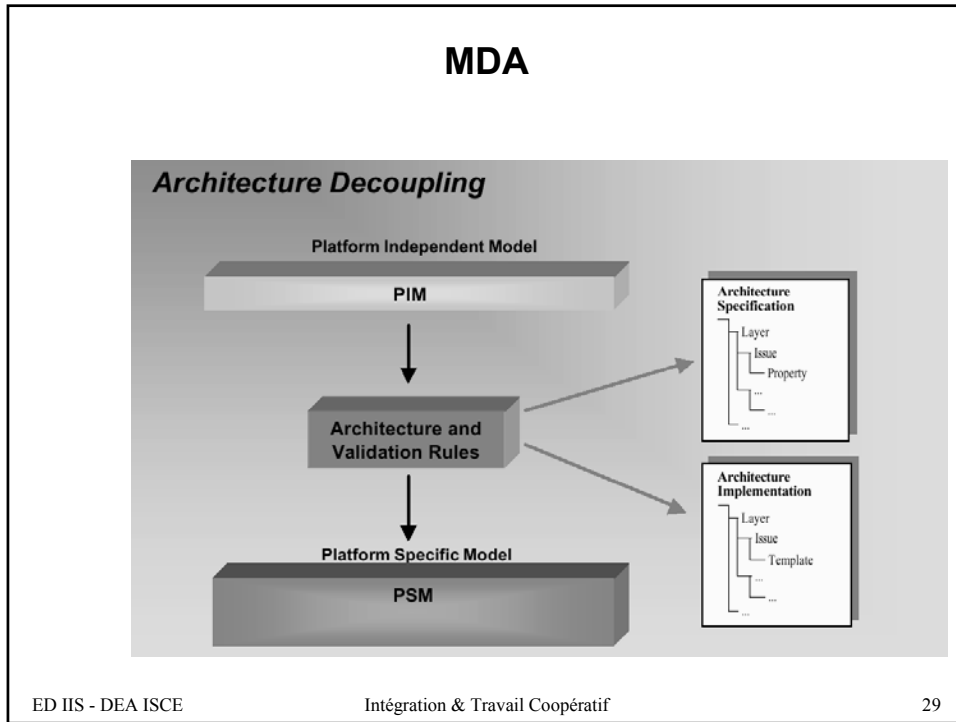 MDA
Architecture Decoupling
Platform Independent Model
PIM
Architecture and
Validation Rules
Platform Specific Model
PSM
Architecture
Specification
Layer
Issue
Property
...
...
...
Architecture
Implementation
Layer
Issue
Template
...
...
...
ED IIS - DEA ISCE
Intégration & Travail Coopératif
29